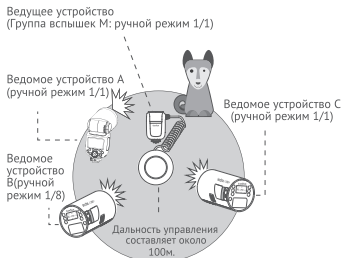 Ведущее устройство
(Группа вспышек М: ручной режим 1/1)
Ведомое устройство А
(ручной режим 1/1)
Ведомое устройство С
(ручной режим 1/1)
Ведомое
устройство
В(ручной
режим 1/8)
Дальность управления
составляет около
100м.